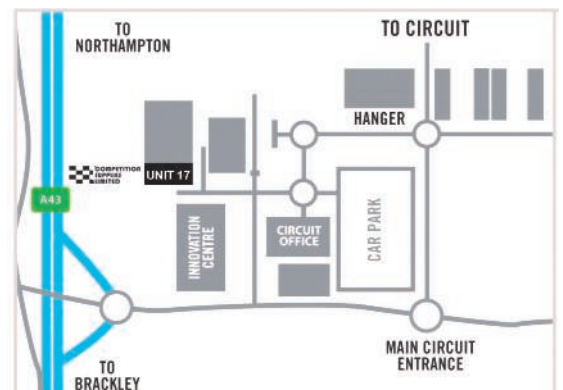 TO
NORTHAMPTON
TO CIRCUIT
HANGER
COMPETITION
SUPPLIES
LIMITED
UNIT 17
A43
INNOVATION
CENTRE
CIRCUIT
OFFICE
CAR PARK
MAIN CIRCUIT
ENTRANCE
TO
BRACKLEY